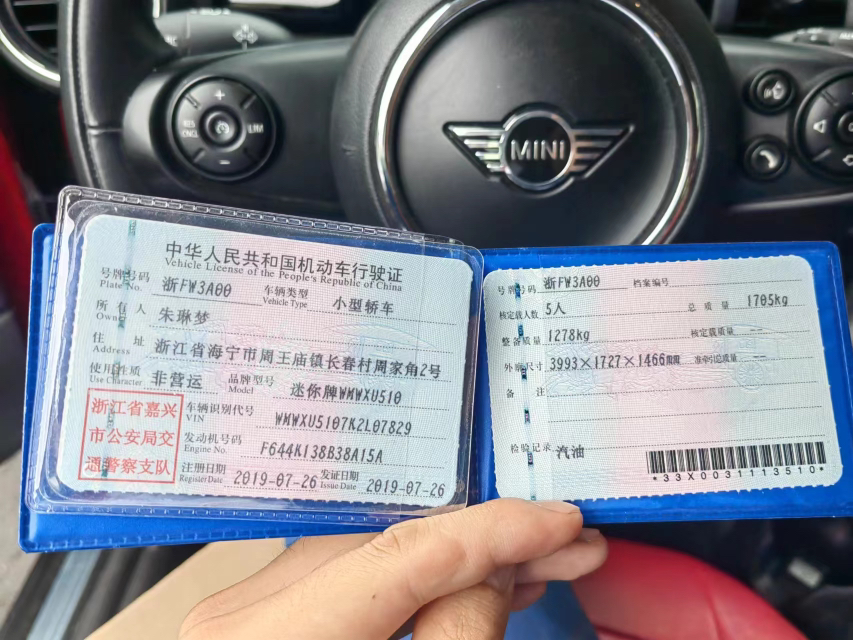 RES
CNCL
LIM
MINI
中华人民共和国机动车行驶证
Vehicle License of the People's Republic of China
号牌号码 浙FW3A00 车辆类型 小型轿车
Plate No. Vehicle Type
所有人 朱琳梦
Owner
住址 浙江省海宁市周王庙镇长春村周家角2号
Address
使用性质 非营运 品牌型号 迷你牌WMWXU510
Use Character Model
浙江省嘉兴
市公安局交
通警察支队
车辆识别代号 WMWXU5107K2L07829
VIN
发动机号码 F644K138B38A15A
Engine No.
注册日期 2019-07-26 发证日期 2019-07-26
Register Date Issue Date
号牌号码 浙FW3A00 档案编号
核定载人数 5人 总质量 1705kg
整备质量 1278kg 核定载质量 --
外廓尺寸 3993×1727×1466mm 准牵引总质量 --
备注
检验记录 汽油
*33X0031113510*